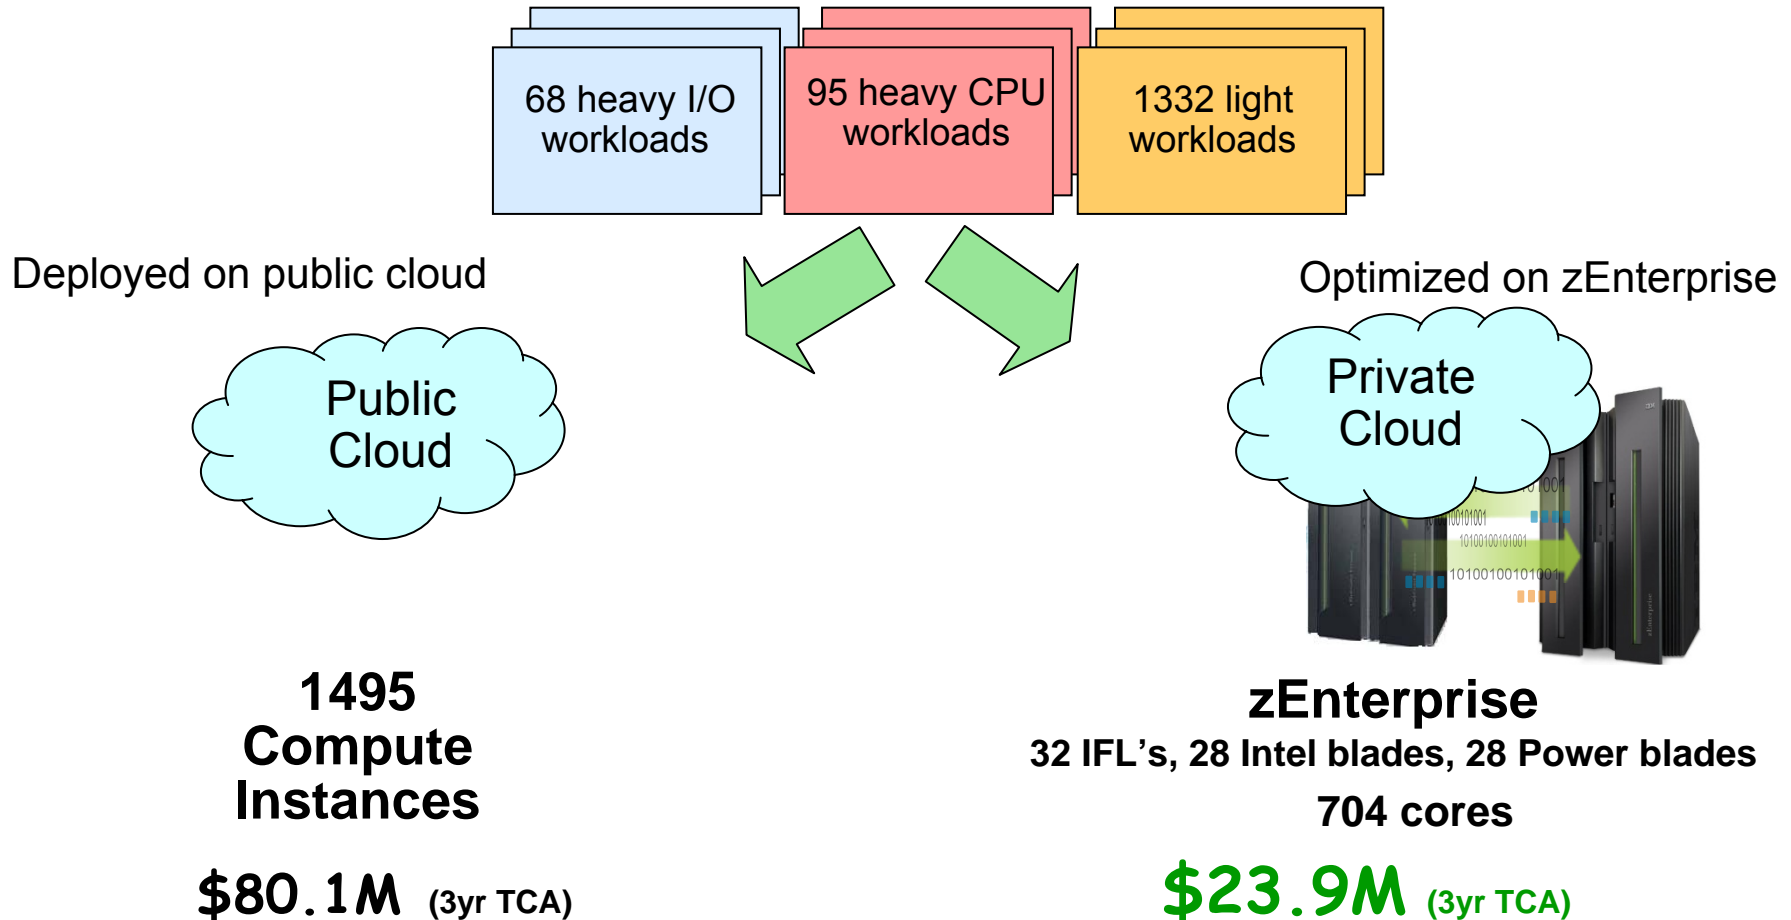 68 heavy I/O
workloads
95 heavy CPU
workloads
1332 light
workloads
Deployed on public cloud
Optimized on zEnterprise
Public
Cloud
Private
Cloud
10100100101001
10100100101001
1495
Compute
Instances
$80.1M (3yr TCA)
zEnterprise
32 IFL's, 28 Intel blades, 28 Power blades
704 cores
$23.9M (3yr TCA)